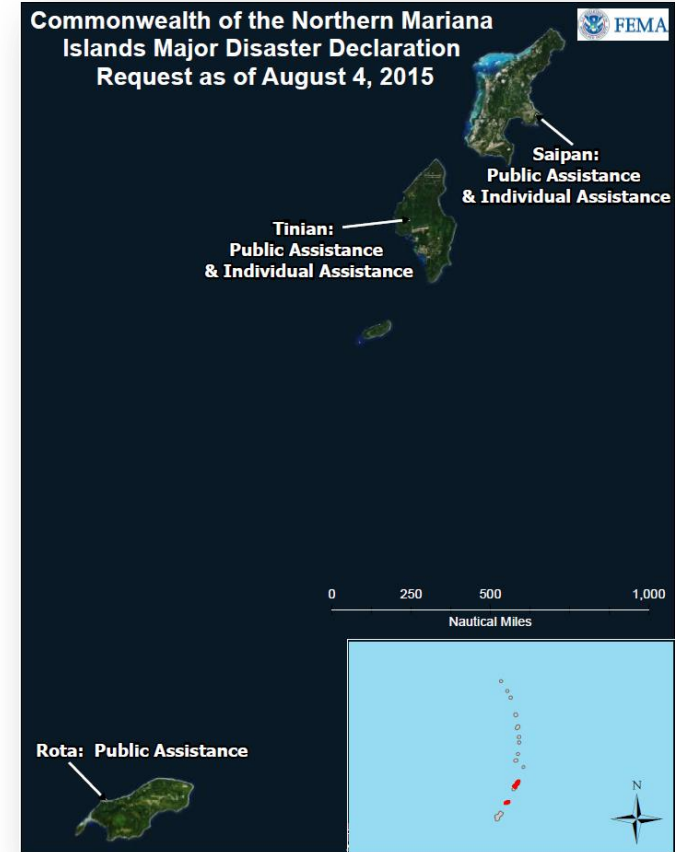 Commonwealth of the Northern Mariana
Islands Major Disaster Declaration
Request as of August 4, 2015
FEMA
Saipan:
Public Assistance
& Individual Assistance
Tinian:
Public Assistance
& Individual Assistance
0 250 500 1,000
Nautical Miles
N
Rota: Public Assistance